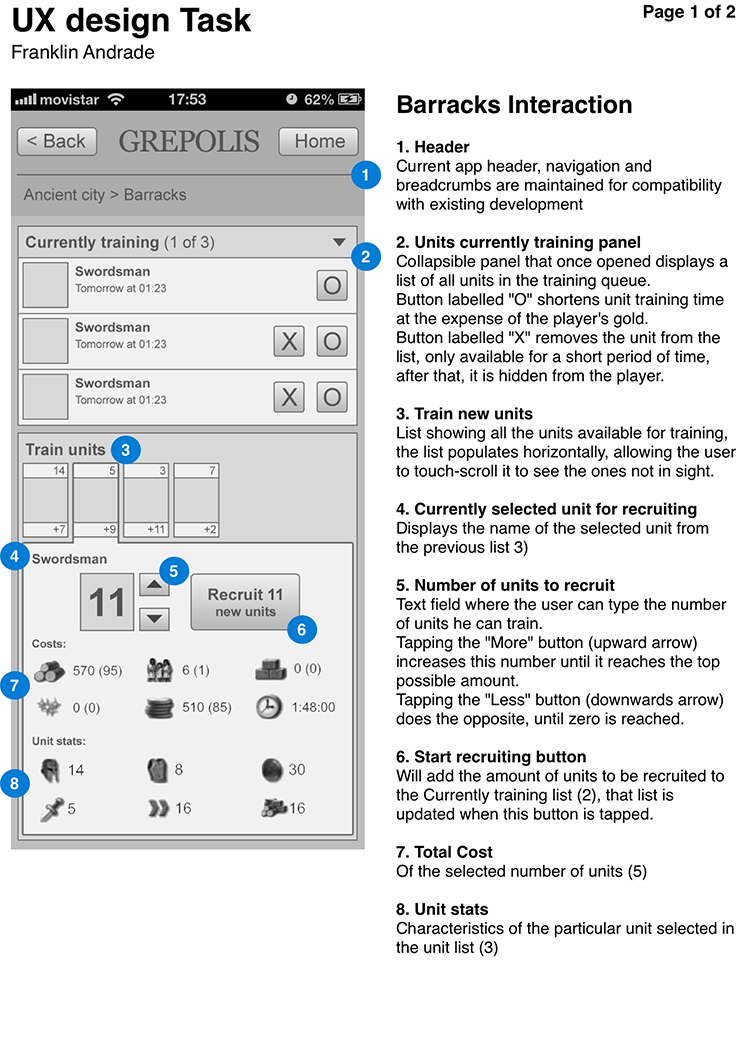 UX design Task
Page 1 of 2
Franklin Andrade
movistar 17:53 62%
< Back GREPOLIS Home
1
Ancient city > Barracks
Currently training (1 of 3)
2
Swordsman
Tomorrow at 01:23
O
Swordsman
Tomorrow at 01:23
X O
Swordsman
Tomorrow at 01:23
X O
Train units 3
14 5 3 7
+7 +9 +11 +2
4 Swordsman
5
11
Recruit 11
new units
6
Costs:
570 (95) 6 (1) 0 (0)
7
0 (0) 510 (85) 1:48:00
Unit stats:
14 8 30
8
5 16 16
Barracks Interaction
1. Header
Current app header, navigation and
breadcrumbs are maintained for compatibility
with existing development
2. Units currently training panel
Collapsible panel that once opened displays a
list of all units in the training queue.
Button labelled "O" shortens unit training time
at the expense of the player's gold.
Button labelled "X" removes the unit from the
list, only available for a short period of time,
after that, it is hidden from the player.
3. Train new units
List showing all the units available for training,
the list populates horizontally, allowing the user
to touch-scroll it to see the ones not in sight.
4. Currently selected unit for recruiting
Displays the name of the selected unit from
the previous list 3)
5. Number of units to recruit
Text field where the user can type the number
of units he can train.
Tapping the "More" button (upward arrow)
increases this number until it reaches the top
possible amount.
Tapping the "Less" button (downwards arrow)
does the opposite, until zero is reached.
6. Start recruiting button
Will add the amount of units to be recruited to
the Currently training list (2), that list is
updated when this button is tapped.
7. Total Cost
Of the selected number of units (5)
8. Unit stats
Characteristics of the particular unit selected in
the unit list (3)